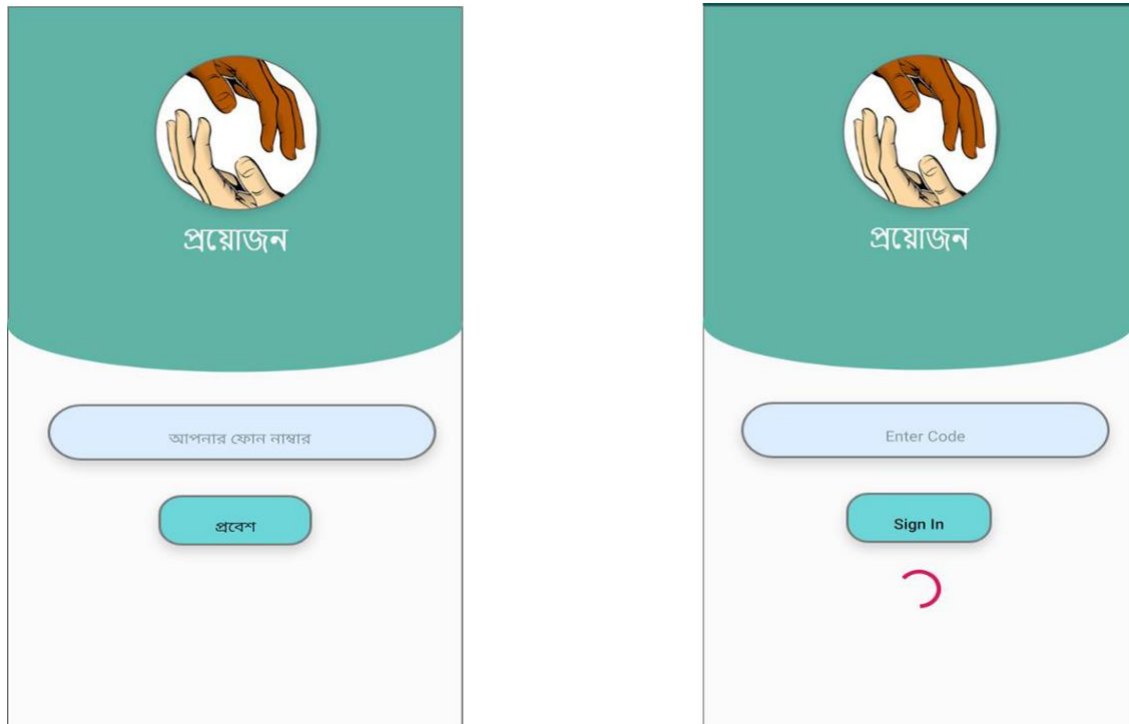 প্রয়োজন
আপনার ফোন নাম্বার
প্রবেশ
প্রয়োজন
Enter Code
Sign In